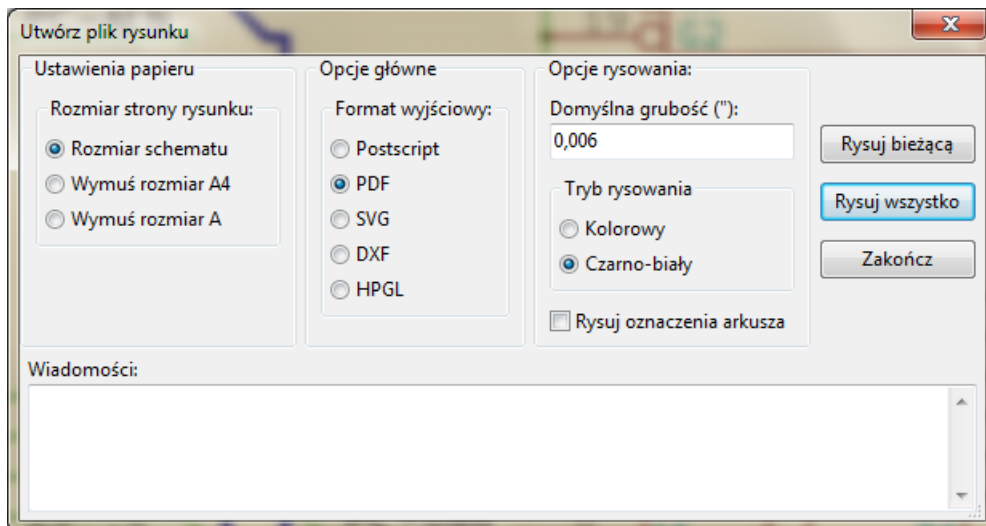 Utwórz plik rysunku
Ustawienia papieru
Rozmiar strony rysunku:
Rozmiar schematu
Wymuś rozmiar A4
Wymuś rozmiar A
Opcje główne
Format wyjściowy:
Postscript
PDF
SVG
DXF
HPGL
Opcje rysowania:
Domyślna grubość ("):
0,006
Tryb rysowania
Kolorowy
Czarno-biały
Rysuj oznaczenia arkusza
Rysuj bieżącą
Rysuj wszystko
Zakończ
Wiadomości: